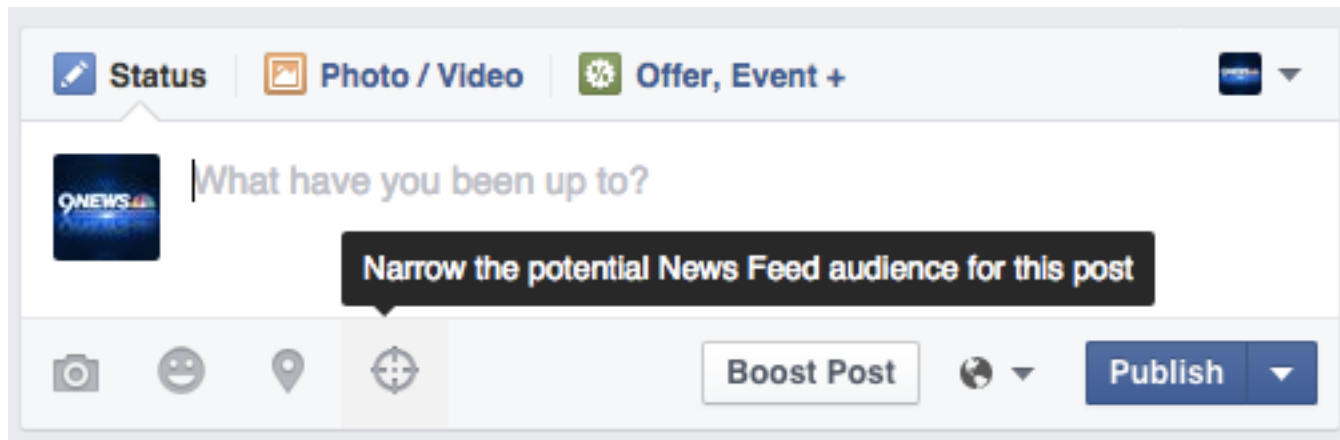 Status Photo / Video Offer, Event +
What have you been up to?
9NEWS
Narrow the potential News Feed audience for this post
Boost Post Publish